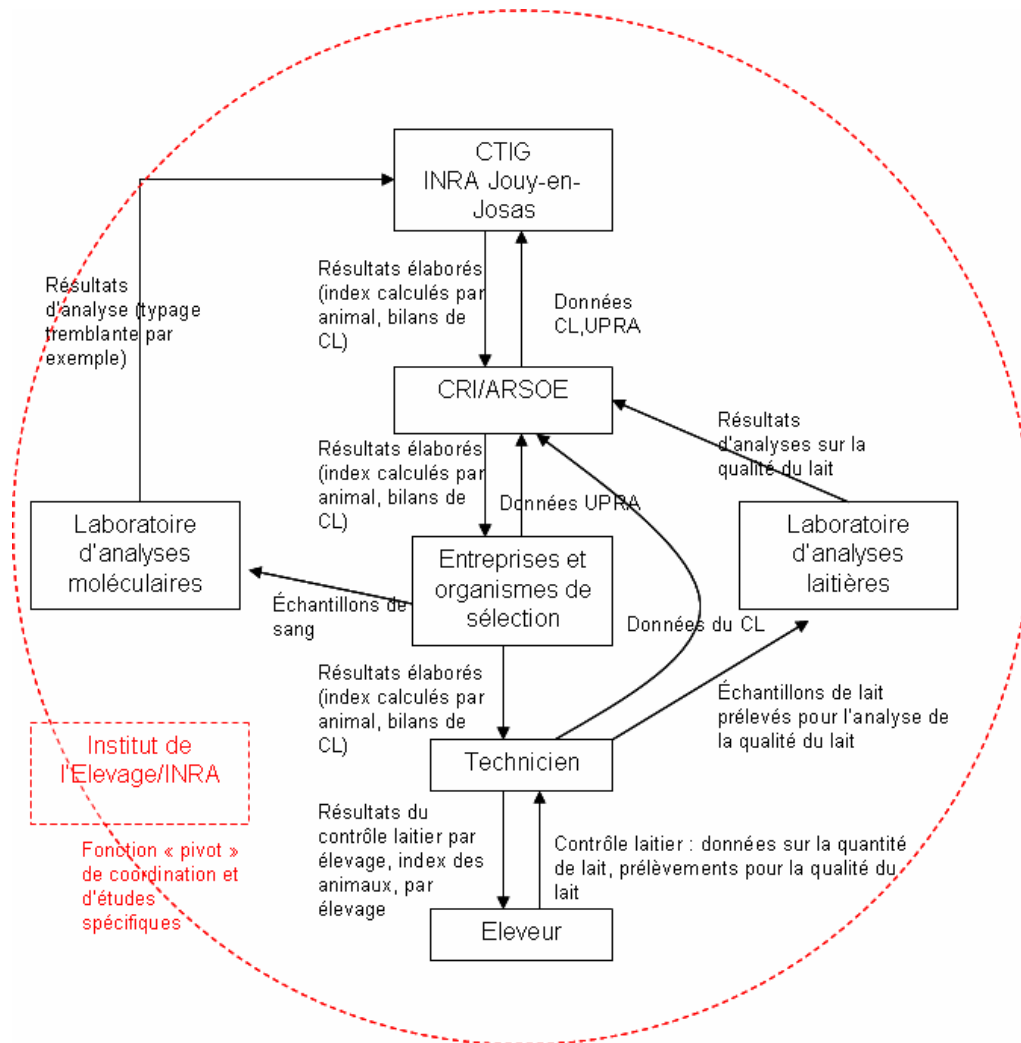 CTIG
INRA Jouy-en-
Josas
Résultats
d'analyse (typage
tremblante par
exemple)
Résultats élaborés
(index calculés par
animal, bilans de
CL)
Données
CL,UPRA
CRI/ARSOE
Résultats élaborés
(index calculés par
animal, bilans de
CL)
Données UPRA
Résultats
d'analyses sur la
qualité du lait
Laboratoire
d'analyses
moléculaires
Entreprises et
organismes de
sélection
Laboratoire
d'analyses
laitières
Échantillons de
sang
Données du CL
Résultats élaborés
(index calculés par
animal, bilans de
CL)
Échantillons de lait
prélevés pour l'analyse de
la qualité du lait
Institut de
l'Elevage/INRA
Technicien
Fonction « pivot »
de coordination et
d'études
spécifiques
Résultats du
contrôle laitier par
élevage, index des
animaux, par
élevage
Contrôle laitier : données sur la quantité
de lait, prélèvements pour la qualité du
lait
Eleveur